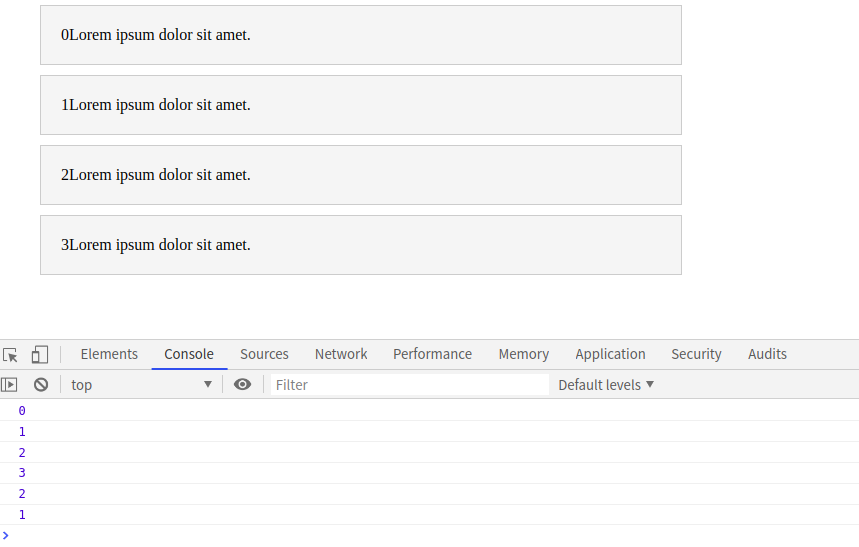 0Lorem ipsum dolor sit amet.
1Lorem ipsum dolor sit amet.
2Lorem ipsum dolor sit amet.
3Lorem ipsum dolor sit amet.
Elements Console Sources Network Performance Memory Application Security Audits
top Filter Default levels
0
1
2
3
2
1